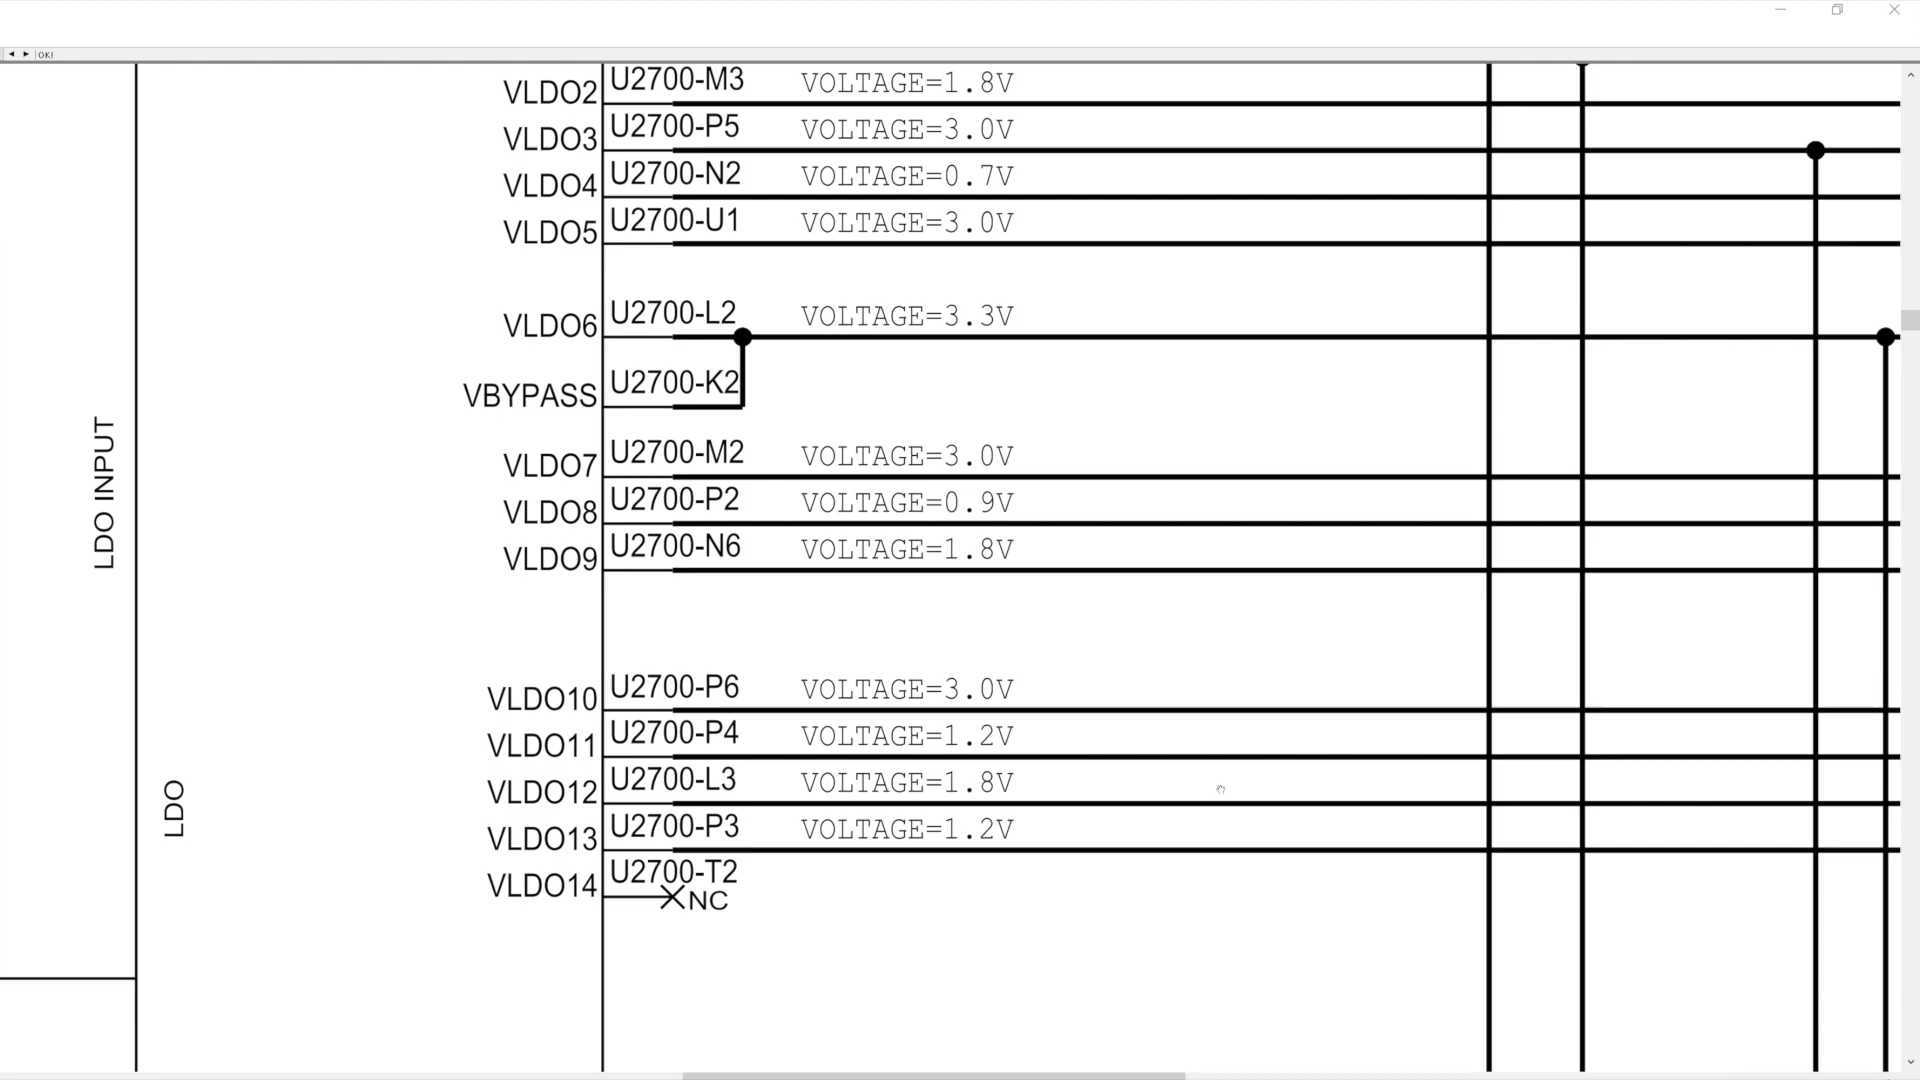 OK!
VLDO2 U2700-M3 VOLTAGE=1.8V
VLDO3 U2700-P5 VOLTAGE=3.0V
VLDO4 U2700-N2 VOLTAGE=0.7V
VLDO5 U2700-U1 VOLTAGE=3.0V
VLDO6 U2700-L2 VOLTAGE=3.3V
VBYPASS U2700-K2
VLDO7 U2700-M2 VOLTAGE=3.0V
VLDO8 U2700-P2 VOLTAGE=0.9V
VLDO9 U2700-N6 VOLTAGE=1.8V
LDO INPUT
VLDO10 U2700-P6 VOLTAGE=3.0V
VLDO11 U2700-P4 VOLTAGE=1.2V
VLDO12 U2700-L3 VOLTAGE=1.8V
VLDO13 U2700-P3 VOLTAGE=1.2V
VLDO14 U2700-T2
NC
LDO